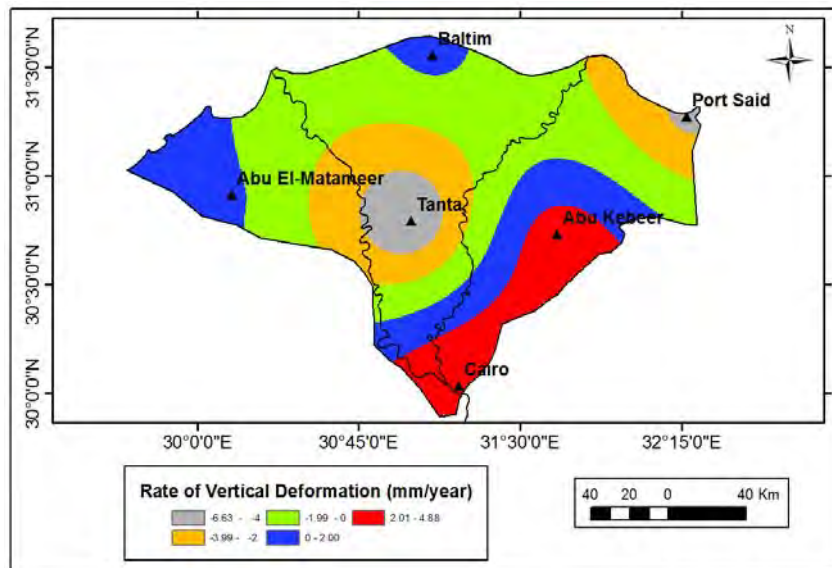 N
Baltim
31°30'0"N
Port Said
31°0'0"N
Abu El-Matameer
Tanta
Abu Kebeer
30°30'0"N
Cairo
30°0'0"N
30°0'0"E 30°45'0"E 31°30'0"E 32°15'0"E
Rate of Vertical Deformation (mm/year)
-6.63 - -4 -1.99 - 0 2.01 - 4.88
-3.99 - -2 0 - 2.00
40 20 0 40 Km